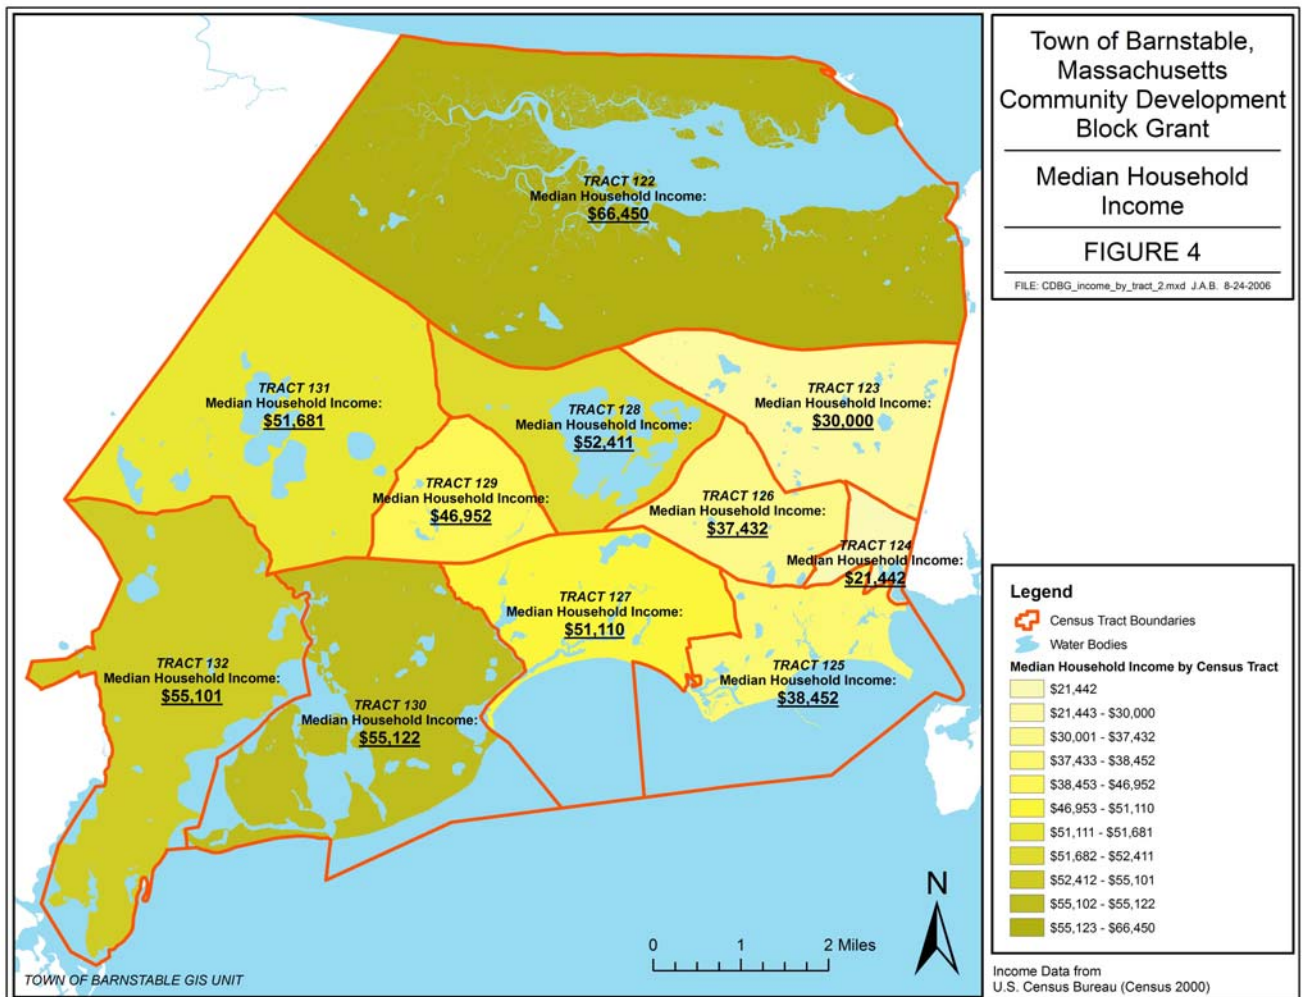 Town of Barnstable,
Massachusetts
Community Development
Block Grant
Median Household
Income
FIGURE 4
FILE: CDBG_income_by_tract_2.mxd J.A.B. 8-24-2006
TRACT 122
Median Household Income:
$66,450
TRACT 131
Median Household Income:
$51,681
TRACT 128
Median Household Income:
$52,411
TRACT 123
Median Household Income:
$30,000
TRACT 129
Median Household Income:
$46,952
TRACT 126
Median Household Income:
$37,432
TRACT 124
Median Household Income:
$21,442
TRACT 127
Median Household Income:
$51,110
TRACT 132
Median Household Income:
$55,101
TRACT 130
Median Household Income:
$55,122
TRACT 125
Median Household Income:
$38,452
Legend
Census Tract Boundaries
Water Bodies
Median Household Income by Census Tract
$21,442
$21,443 - $30,000
$30,001 - $37,432
$37,433 - $38,452
$38,453 - $46,952
$46,953 - $51,110
$51,111 - $51,681
$51,682 - $52,411
$52,412 - $55,101
$55,102 - $55,122
$55,123 - $66,450
N
0 1 2 Miles
TOWN OF BARNSTABLE GIS UNIT
Income Data from
U.S. Census Bureau (Census 2000)